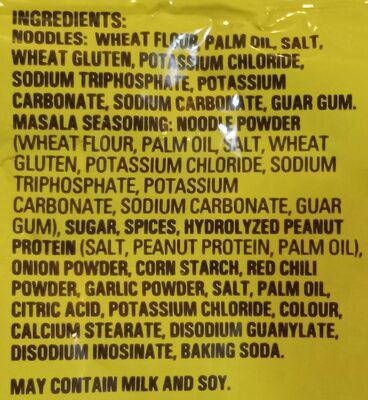 INGREDIENTS:
NOODLES: WHEAT FLOUR, PALM OIL, SALT,
WHEAT GLUTEN, POTASSIUM CHLORIDE,
SODIUM TRIPHOSPHATE, POTASSIUM
CARBONATE, SODIUM CARBONATE, GUAR GUM.
MASALA SEASONING: NOODLE POWDER
(WHEAT FLOUR, PALM OIL, SALT, WHEAT
GLUTEN, POTASSIUM CHLORIDE, SODIUM
TRIPHOSPHATE, POTASSIUM
CARBONATE, SODIUM CARBONATE, GUAR
GUM), SUGAR, SPICES, HYDROLYZED PEANUT
PROTEIN (SALT, PEANUT PROTEIN, PALM OIL),
ONION POWDER, CORN STARCH, RED CHILI
POWDER, GARLIC POWDER, SALT, PALM OIL,
CITRIC ACID, POTASSIUM CHLORIDE, COLOUR,
CALCIUM STEARATE, DISODIUM GUANYLATE,
DISODIUM INOSINATE, BAKING SODA.
MAY CONTAIN MILK AND SOY.